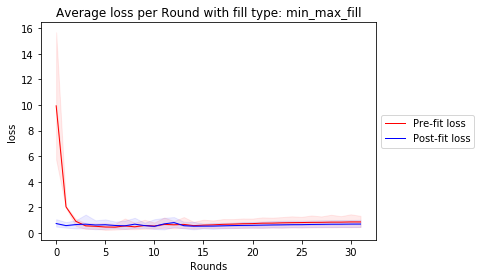 Average loss per Round with fill type: min_max_fill
16
14
12
10
8
6
4
2
0
loss
0 5 10 15 20 25 30
Rounds
Pre-fit loss
Post-fit loss